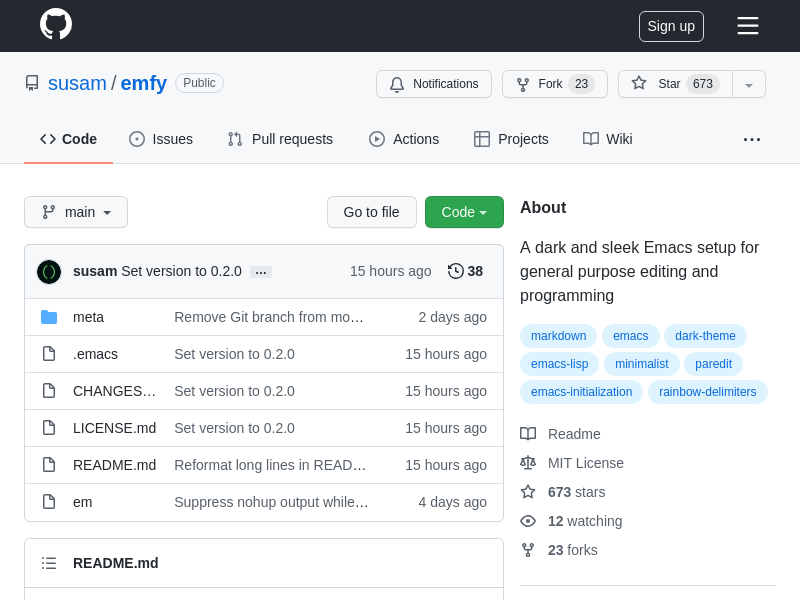 Sign up
susam / emfy Public
Notifications
Fork 23
Star 673
Code
Issues
Pull requests
Actions
Projects
Wiki
main
Go to file
Code
susam Set version to 0.2.0 ... 15 hours ago 38
meta Remove Git branch from mo… 2 days ago
.emacs Set version to 0.2.0 15 hours ago
CHANGES… Set version to 0.2.0 15 hours ago
LICENSE.md Set version to 0.2.0 15 hours ago
README.md Reformat long lines in READ… 15 hours ago
em Suppress nohup output while… 4 days ago
README.md
About
A dark and sleek Emacs setup for
general purpose editing and
programming
markdown emacs dark-theme
emacs-lisp minimalist paredit
emacs-initialization rainbow-delimiters
Readme
MIT License
673 stars
12 watching
23 forks